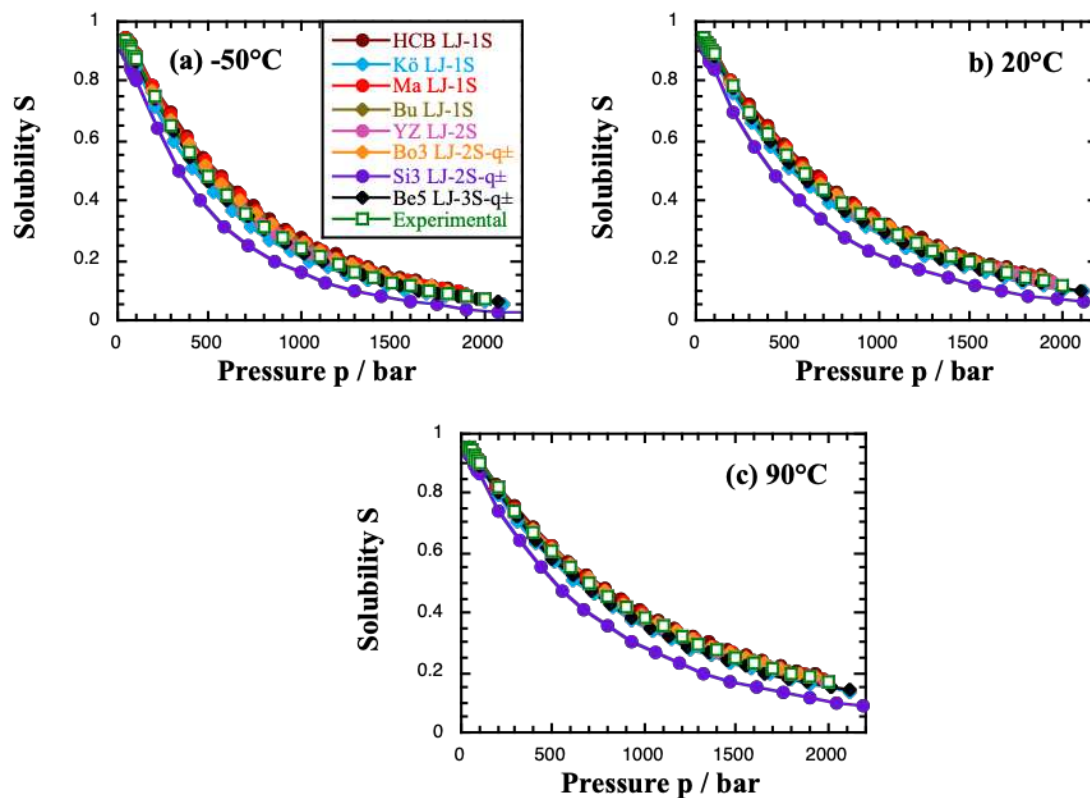 (a) -50°C
HCB LJ-1S
Kö LJ-1S
Ma LJ-1S
Bu LJ-1S
YZ LJ-2S
Bo3 LJ-2S-q±
Si3 LJ-2S-q±
Be5 LJ-3S-q±
Experimental
Solubility S
1
0.8
0.6
0.4
0.2
0
0 500 1000 1500 2000
Pressure p / bar
b) 20°C
Solubility S
1
0.8
0.6
0.4
0.2
0
0 500 1000 1500 2000
Pressure p / bar
(c) 90°C
Solubility S
1
0.8
0.6
0.4
0.2
0
0 500 1000 1500 2000
Pressure p / bar